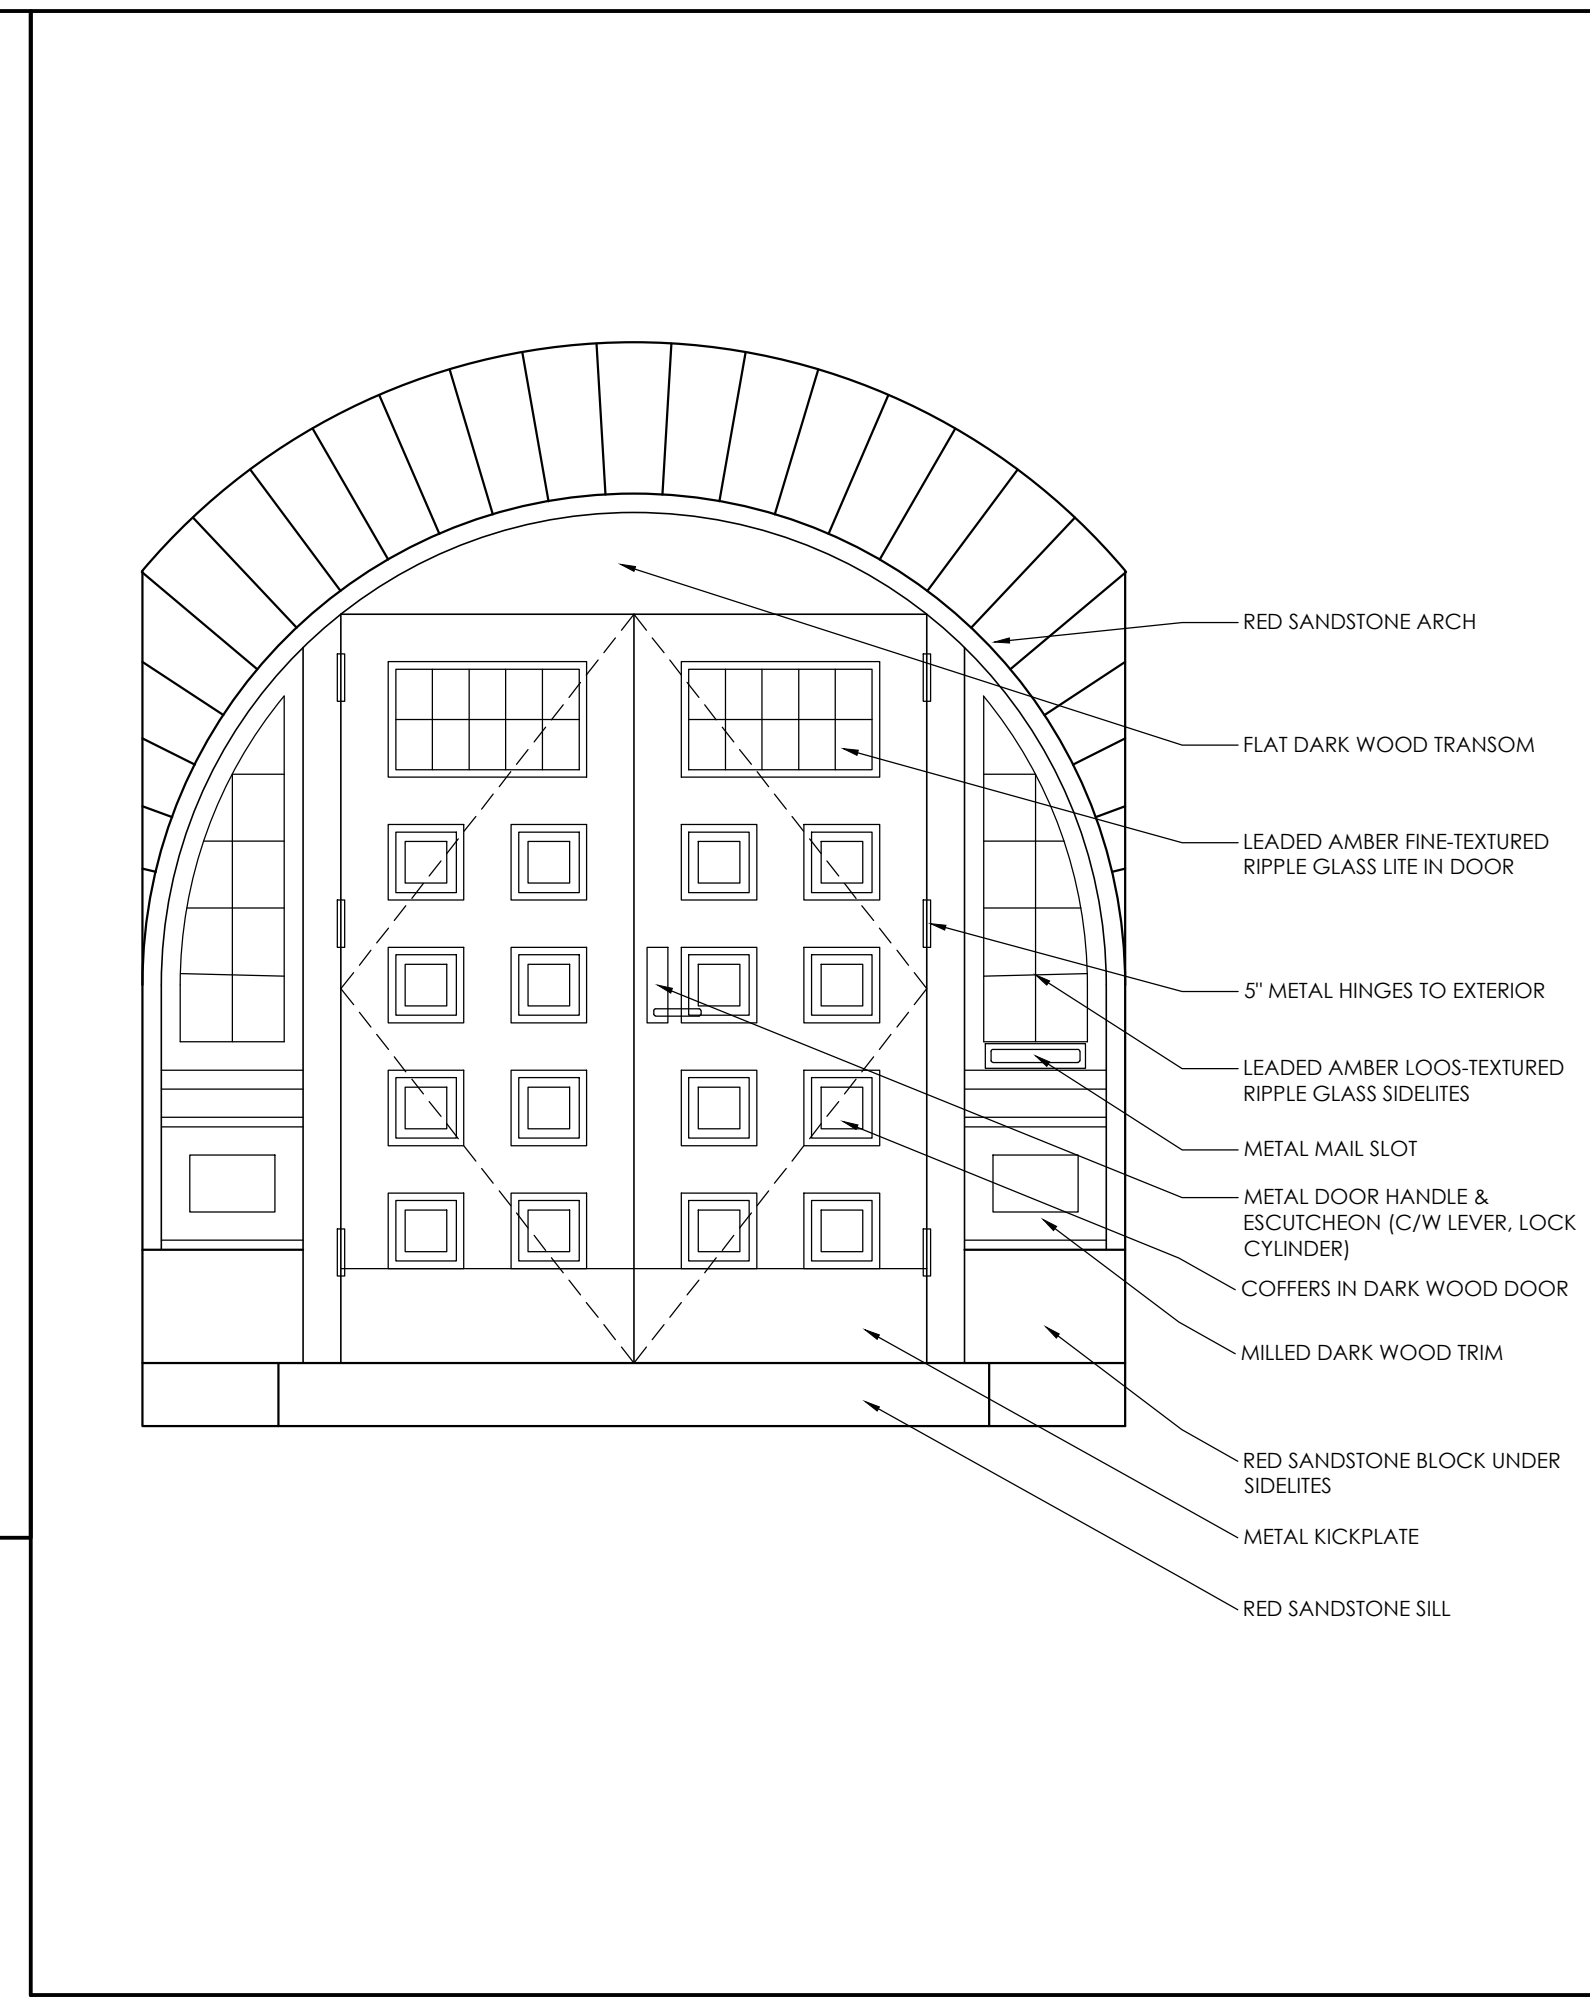 RED SANDSTONE ARCH
FLAT DARK WOOD TRANSOM
LEADED AMBER FINE-TEXTURED
RIPPLE GLASS LITE IN DOOR
5" METAL HINGES TO EXTERIOR
LEADED AMBER LOOS-TEXTURED
RIPPLE GLASS SIDELITES
METAL MAIL SLOT
METAL DOOR HANDLE &
ESCUTCHEON (C/W LEVER, LOCK
CYLINDER)
COFFERS IN DARK WOOD DOOR
MILLED DARK WOOD TRIM
RED SANDSTONE BLOCK UNDER
SIDELITES
METAL KICKPLATE
RED SANDSTONE SILL